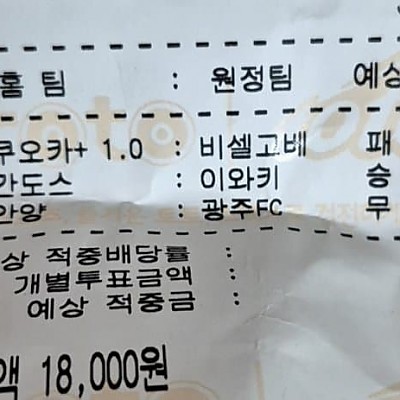 홈 팀 : 원정팀 예상
쿠오카+ 1.0 : 비셀고베 패
간도스 : 이와키 승
안양 : 광주FC 무
상 적중배당률 :
개별투표금액 :
예상 적중금 :
액 18,000원